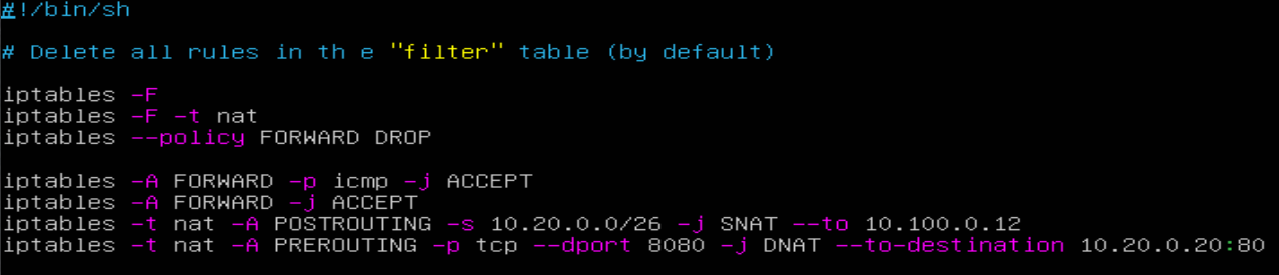 #!/bin/sh
# Delete all rules in th e "filter" table (by default)
iptables -F
iptables -F -t nat
iptables --policy FORWARD DROP
iptables -A FORWARD -p icmp -j ACCEPT
iptables -A FORWARD -j ACCEPT
iptables -t nat -A POSTROUTING -s 10.20.0.0/26 -j SNAT --to 10.100.0.12
iptables -t nat -A PREROUTING -p tcp --dport 8080 -j DNAT --to-destination 10.20.0.20:80